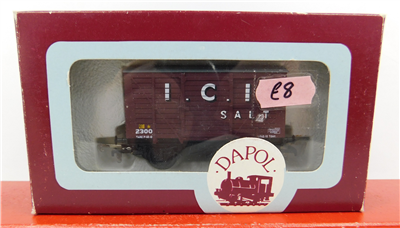 I.C.I
£8
SALT
2300
DAPOL